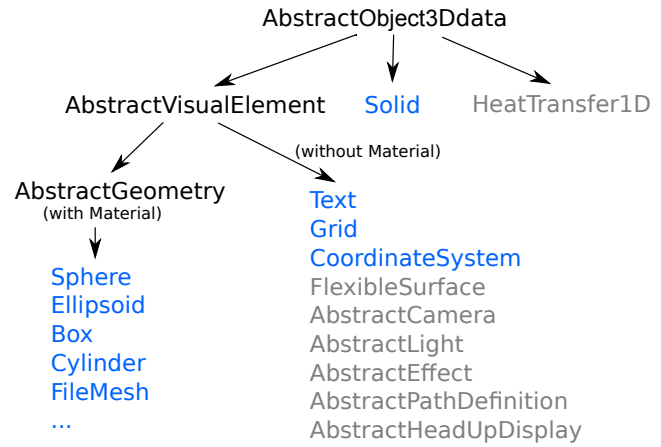 AbstractObject3Ddata
AbstractVisualElement
Solid
HeatTransfer1D
(without Material)
AbstractGeometry
(with Material)
Text
Grid
CoordinateSystem
FlexibleSurface
AbstractCamera
AbstractLight
AbstractEffect
AbstractPathDefinition
AbstractHeadUpDisplay
Sphere
Ellipsoid
Box
Cylinder
FileMesh
...